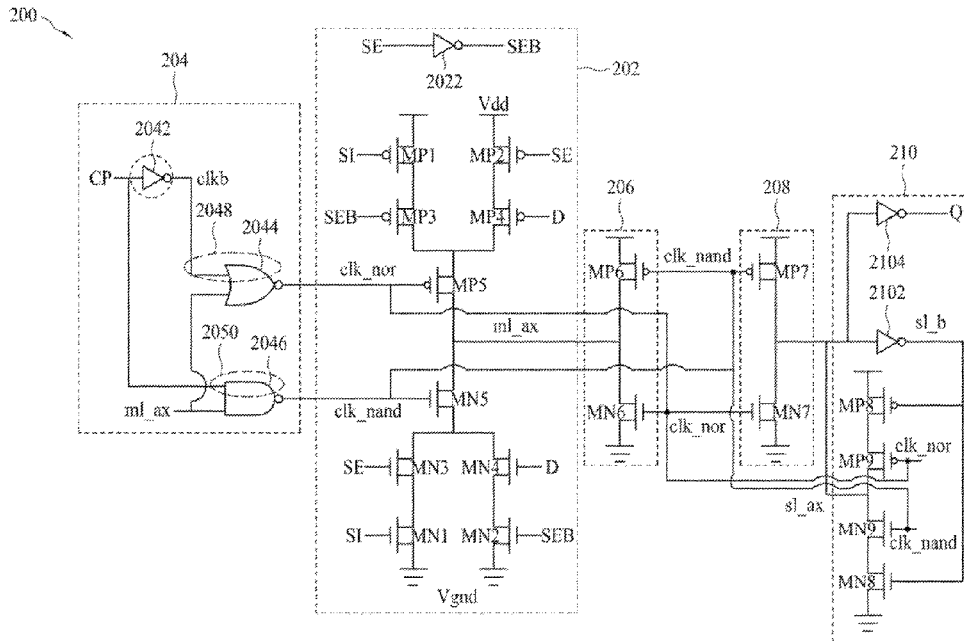 200
204
2042
CP
clkb
2048
2044
2050
2046
ml_ax
SE
SEB
2022
202
Vdd
SI
MP1
MP2
SE
SEB
MP3
MP4
D
clk_nor
MP5
ml_ax
clk_nand
MN5
SE
MN3
MN4
D
SI
MN1
MN2
SEB
Vgnd
206
MP6
clk_nand
MN6
clk_nor
208
MP7
MN7
sl_ax
210
Q
2104
2102
sl_b
MP8
MP9
clk_nor
MN9
clk_nand
MN8